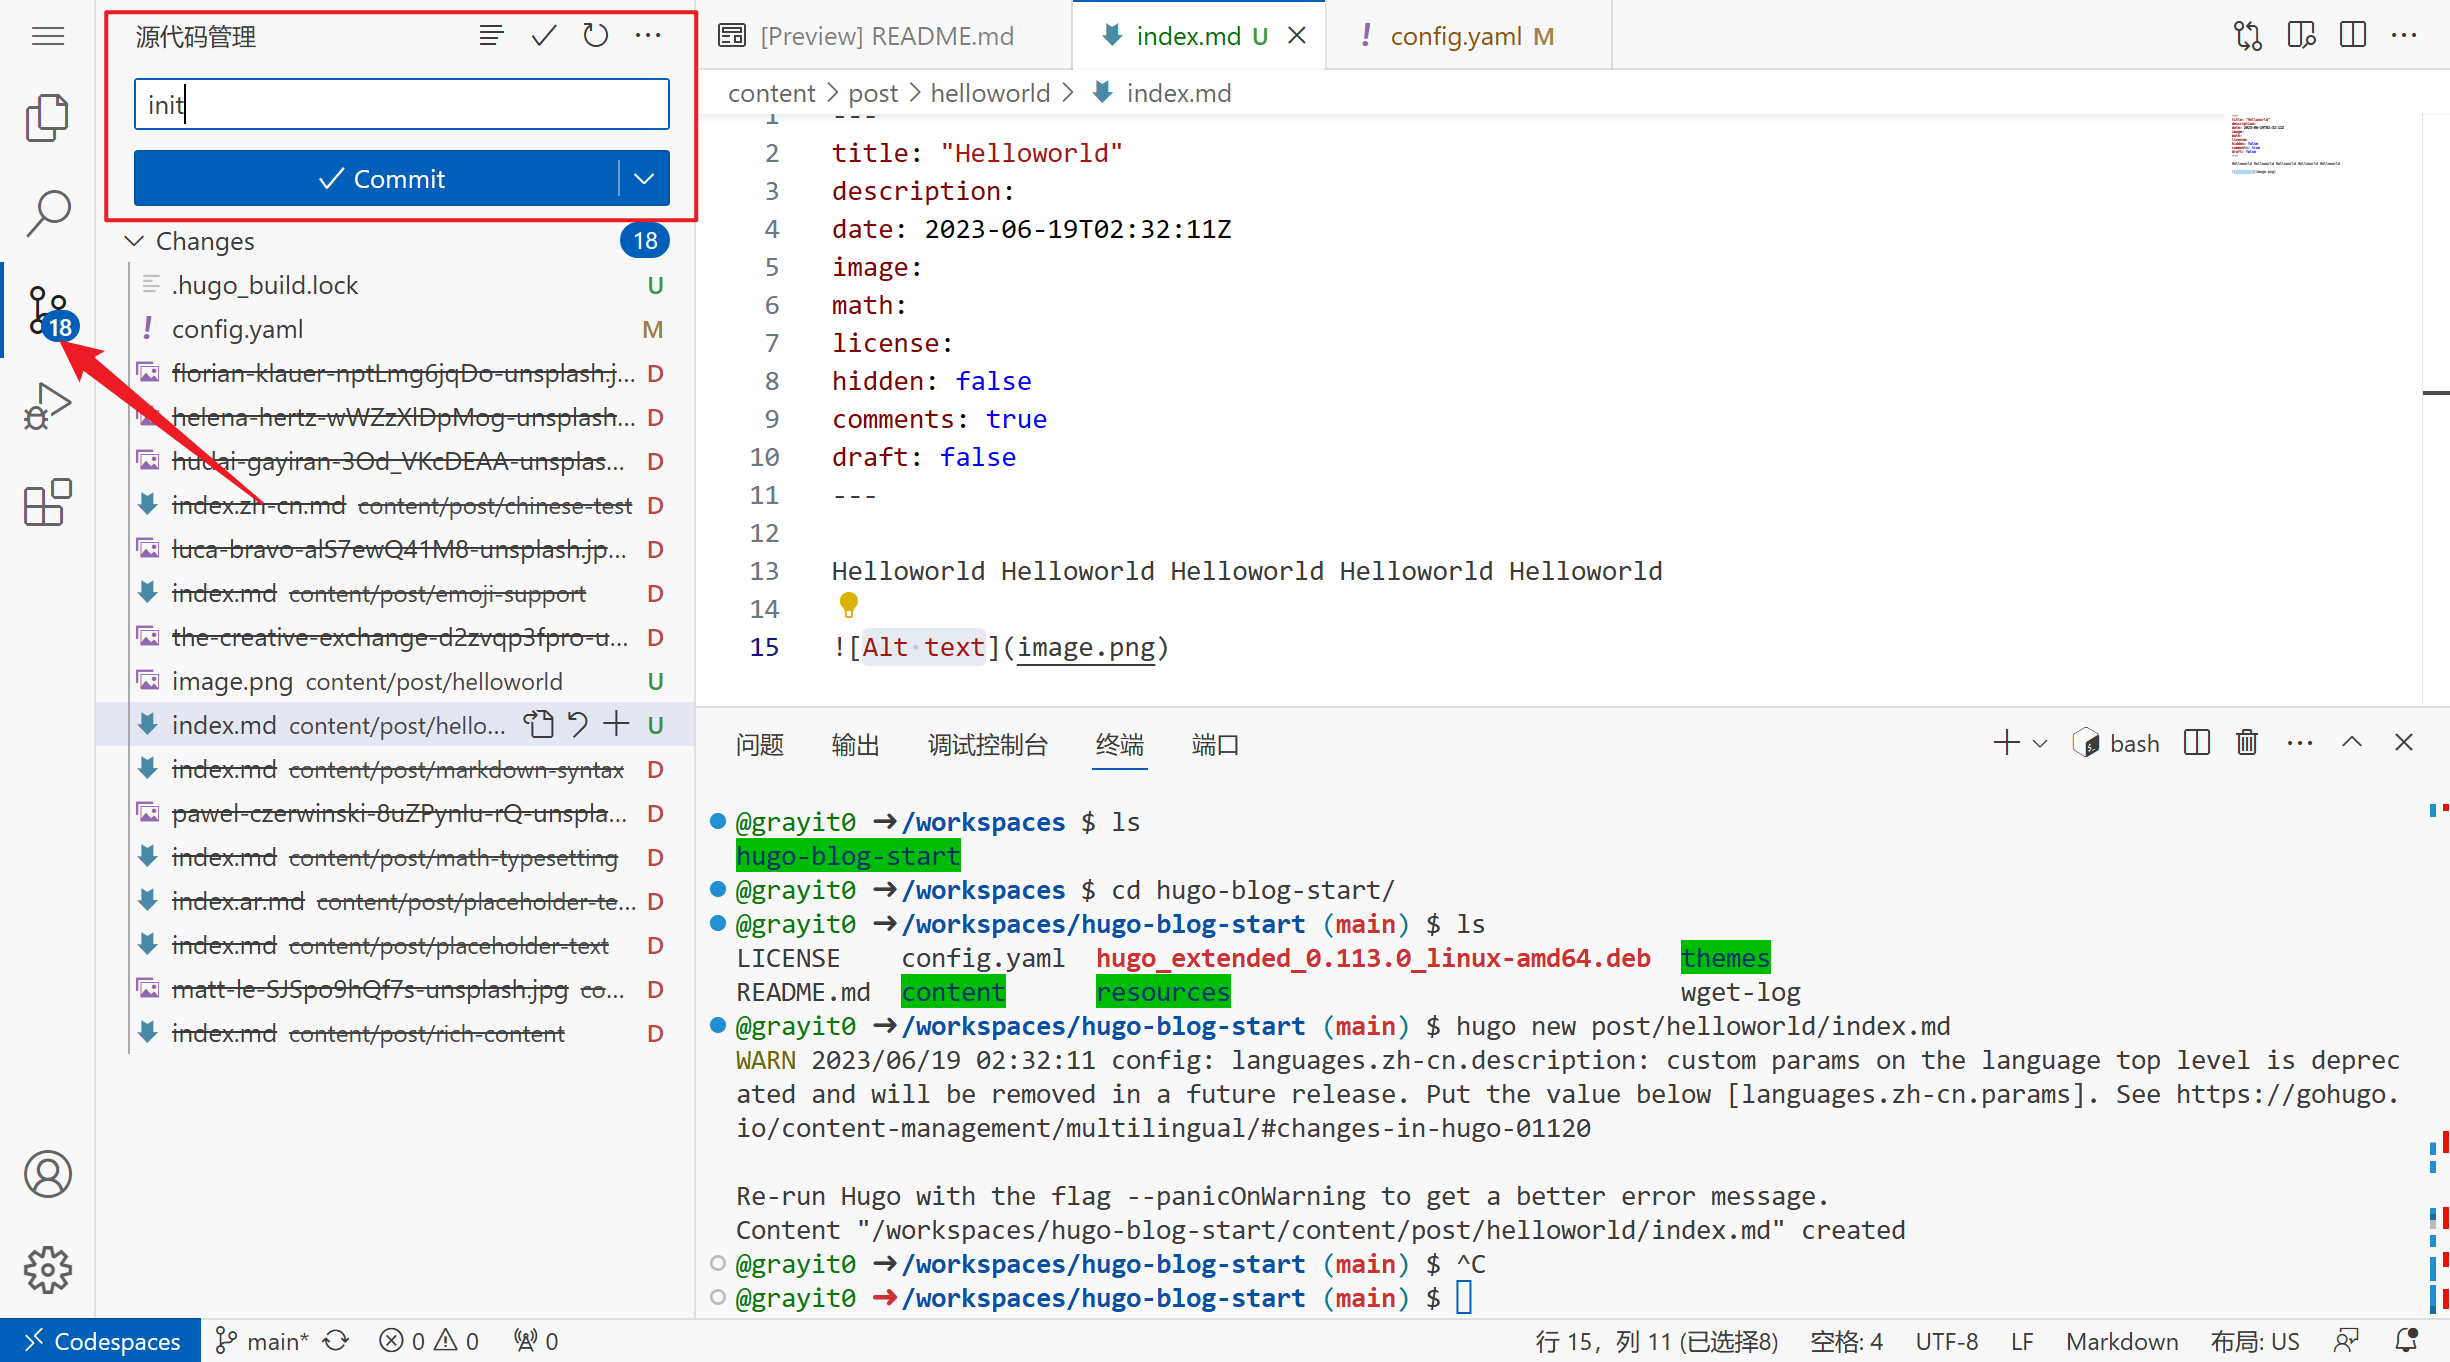 源代码管理
init
Commit
Changes 18
.hugo_build.lock U
config.yaml M
florian-klauer-nptLmg6jqDo-unsplash.j... D
helena-hertz-wWZzXlDpMog-unsplash... D
hudai-gayiran-3Od_VKcDEAA-unsplas... D
index.zh-cn.md content/post/chinese-test D
luca-bravo-alS7ewQ41M8-unsplash.jp... D
index.md content/post/emoji-support D
the-creative-exchange-d2zvqp3fpro-u... D
image.png content/post/helloworld U
index.md content/post/hello... U
index.md content/post/markdown-syntax D
pawel-czerwinski-8uZPynIu-rQ-unspla... D
index.md content/post/math-typesetting D
index.ar.md content/post/placeholder-te... D
index.md content/post/placeholder-text D
matt-le-SJSpo9hQf7s-unsplash.jpg co... D
index.md content/post/rich-content D
18
[Preview] README.md index.md U config.yaml M
content > post > helloworld > index.md
1 ---
2 title: "Helloworld"
3 description:
4 date: 2023-06-19T02:32:11Z
5 image:
6 math:
7 license:
8 hidden: false
9 comments: true
10 draft: false
11 ---
12
13 Helloworld Helloworld Helloworld Helloworld Helloworld
14
15 ![Alt text](image.png)
问题 输出 调试控制台 终端 端口 bash
@grayit0 ➜/workspaces $ ls
hugo-blog-start
@grayit0 ➜/workspaces $ cd hugo-blog-start/
@grayit0 ➜/workspaces/hugo-blog-start (main) $ ls
LICENSE config.yaml hugo_extended_0.113.0_linux-amd64.deb themes
README.md content resources wget-log
@grayit0 ➜/workspaces/hugo-blog-start (main) $ hugo new post/helloworld/index.md
WARN 2023/06/19 02:32:11 config: languages.zh-cn.description: custom params on the language top level is deprec
ated and will be removed in a future release. Put the value below [languages.zh-cn.params]. See https://gohugo.
io/content-management/multilingual/#changes-in-hugo-01120
Re-run Hugo with the flag --panicOnWarning to get a better error message.
Content "/workspaces/hugo-blog-start/content/post/helloworld/index.md" created
@grayit0 ➜/workspaces/hugo-blog-start (main) $ ^C
@grayit0 ➜/workspaces/hugo-blog-start (main) $
Codespaces main* 0 0 0 行 15，列 11 (已选择8) 空格: 4 UTF-8 LF Markdown 布局: US